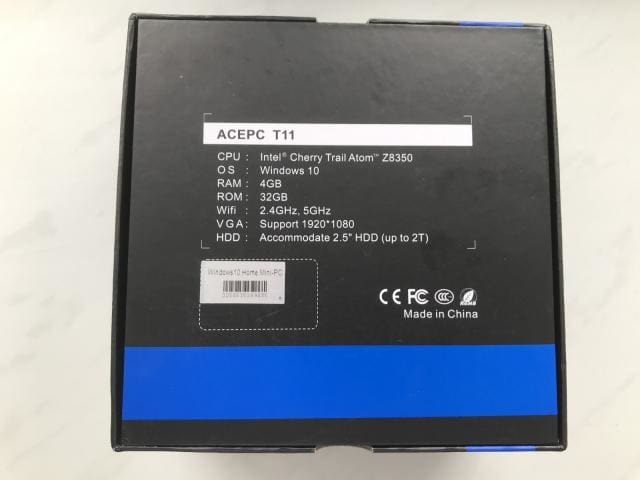 ACEPC T11
CPU : Intel® Cherry Trail Atom™ Z8350
OS : Windows 10
RAM : 4GB
ROM : 32GB
Wifi : 2.4GHz, 5GHz
VGA : Support 1920*1080
HDD : Accommodate 2.5" HDD (up to 2T)
Windows10 Home Mini-PC
CE FC CCC RoHS
Made in China